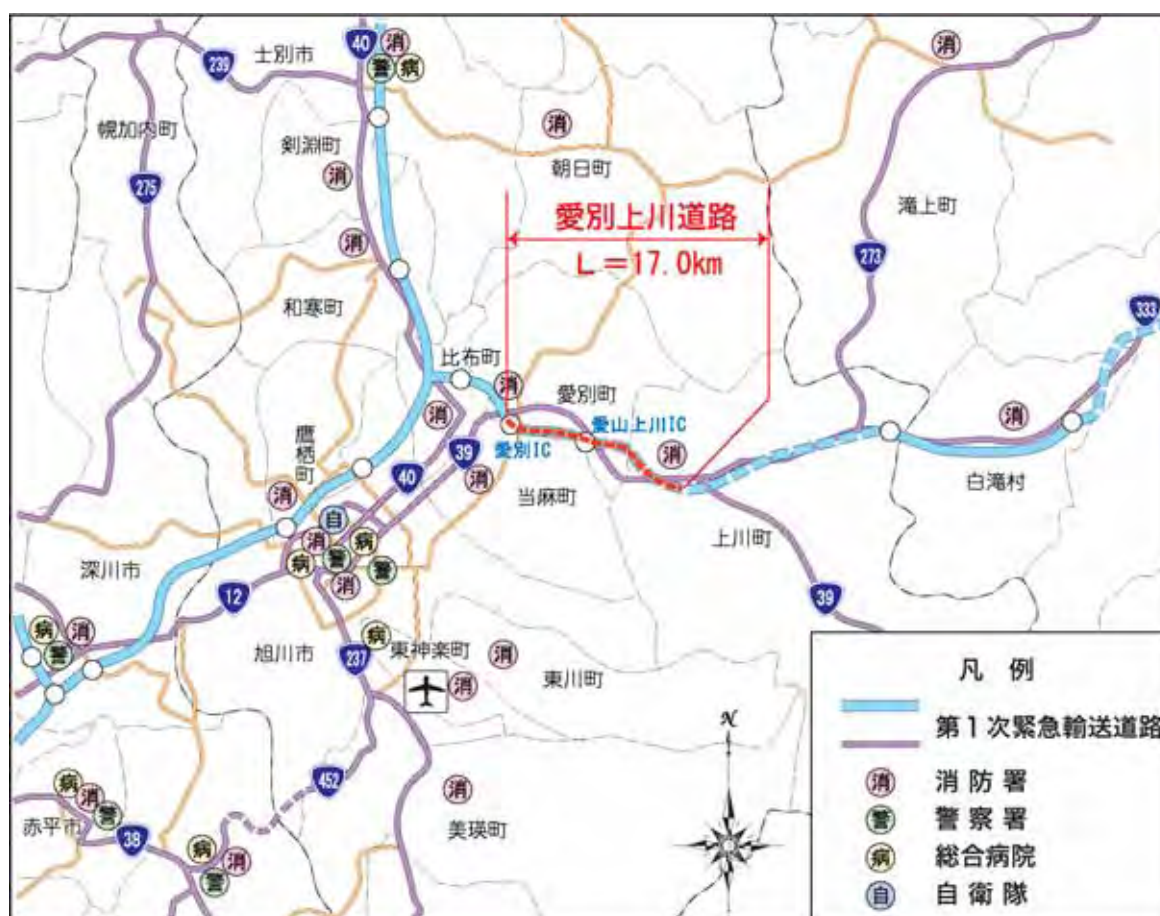 40
消
警
病
239
士別市
消
消
幌加内町
剣淵町
消
朝日町
275
愛別上川道路
L=17.0km
滝上町
消
273
和寒町
333
比布町
消
愛別町
消
愛山上川IC
消
消
愛別IC
鷹栖町
39
40
消
当麻町
白滝村
消
自
上川町
深川市
消
病
病
警
警
12
消
39
病
消
警
旭川市
病
237
東神楽町
消
東川町
消
凡 例
第1次緊急輸送道路
N
452
消
消 防 署
病
消
警
警 察 署
赤平市
38
美瑛町
病
消
総合病院
警
自 衛 隊